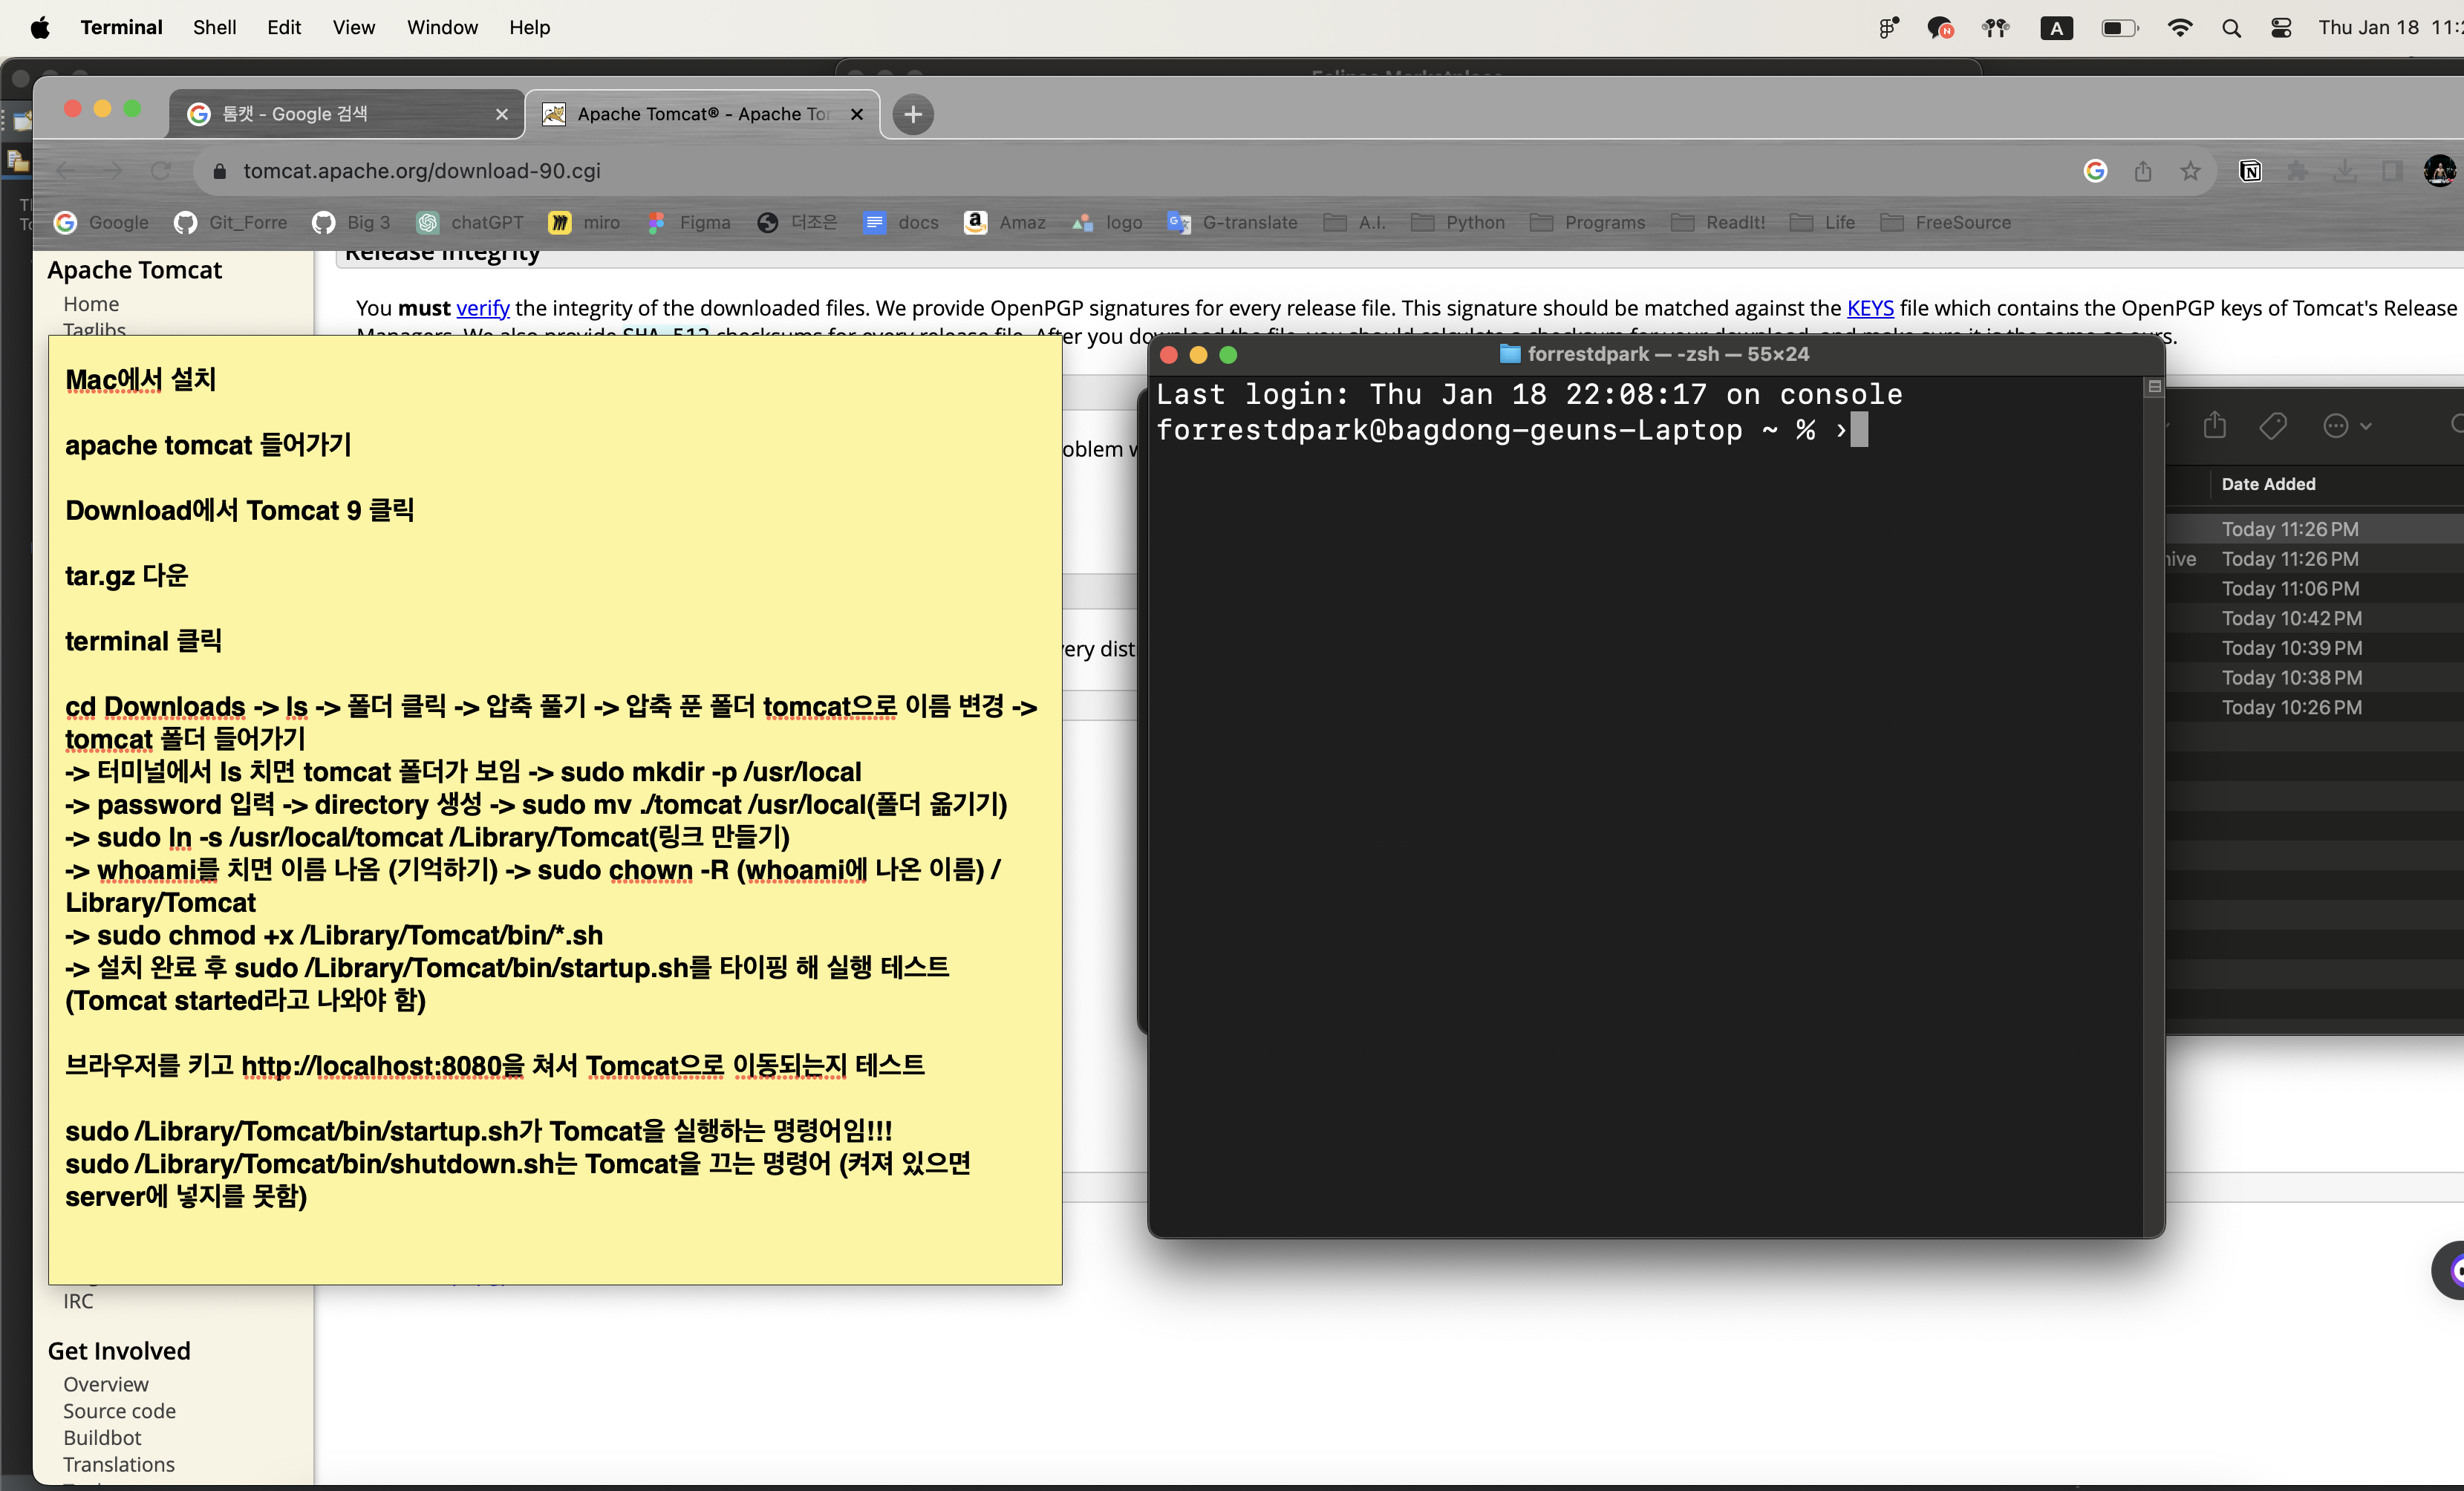 Terminal Shell Edit View Window Help
A
Thu Jan 18
톰캣 - Google 검색
Apache Tomcat® - Apache
tomcat.apache.org/download-90.cgi
Google Git_Forre Big 3 chatGPT miro Figma 더조은 docs Amaz logo G-translate A.I. Python Programs ReadIt! Life FreeSource
Release Integrity
You must verify the integrity of the downloaded files. We provide OpenPGP signatures for every release file. This signature should be matched against the KEYS file which contains the OpenPGP keys of Tomcat's Release
Managers. We also provide SHA-512 checksums for every release file. After you download the file, you should calculate a checksum for your download, and make sure it is the same as ours.
Apache Tomcat
Home
Taglibs
Mac에서 설치
apache tomcat 들어가기
Download에서 Tomcat 9 클릭
tar.gz 다운
terminal 클릭
cd Downloads -> ls -> 폴더 클릭 -> 압축 풀기 -> 압축 푼 폴더 tomcat으로 이름 변경 ->
tomcat 폴더 들어가기
-> 터미널에서 ls 치면 tomcat 폴더가 보임 -> sudo mkdir -p /usr/local
-> password 입력 -> directory 생성 -> sudo mv ./tomcat /usr/local(폴더 옮기기)
-> sudo ln -s /usr/local/tomcat /Library/Tomcat(링크 만들기)
-> whoami를 치면 이름 나옴 (기억하기) -> sudo chown -R (whoami에 나온 이름) /
Library/Tomcat
-> sudo chmod +x /Library/Tomcat/bin/*.sh
-> 설치 완료 후 sudo /Library/Tomcat/bin/startup.sh를 타이핑 해 실행 테스트
(Tomcat started라고 나와야 함)
브라우저를 키고 http://localhost:8080을 쳐서 Tomcat으로 이동되는지 테스트
sudo /Library/Tomcat/bin/startup.sh가 Tomcat을 실행하는 명령어임!!!
sudo /Library/Tomcat/bin/shutdown.sh는 Tomcat을 끄는 명령어 (켜져 있으면
server에 넣지를 못함)
IRC
Get Involved
Overview
Source code
Buildbot
Translations
forrestdpark — -zsh — 55×24
Last login: Thu Jan 18 22:08:17 on console
forrestdpark@bagdong-geuns-Laptop ~ % ›
Date Added
Today 11:26 PM
Today 11:26 PM
Today 11:06 PM
Today 10:42 PM
Today 10:39 PM
Today 10:38 PM
Today 10:26 PM